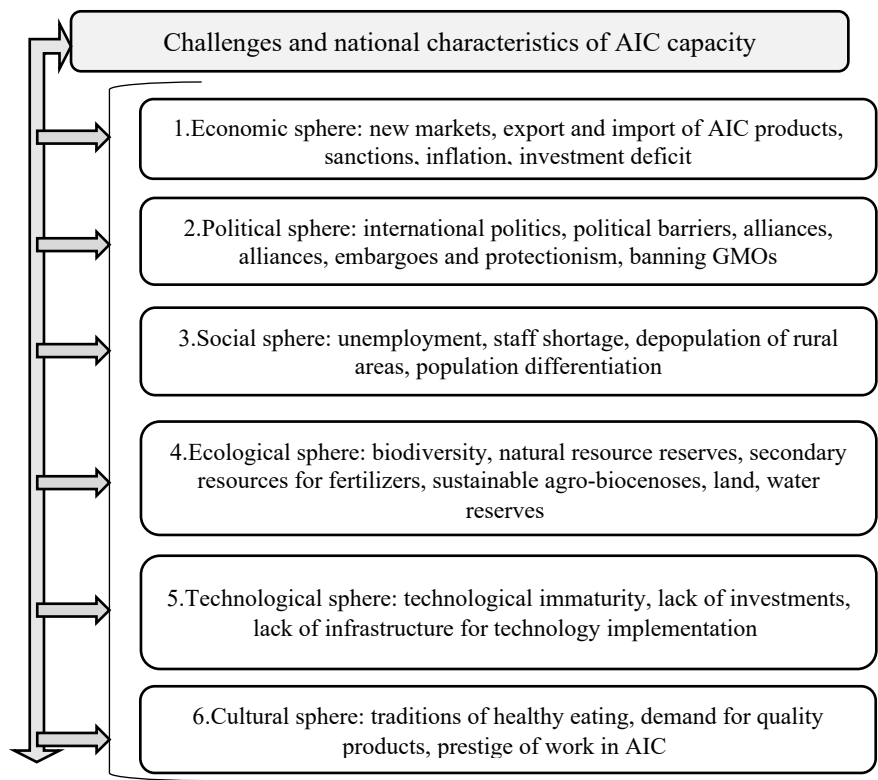 Challenges and national characteristics of AIC capacity
1.Economic sphere: new markets, export and import of AIC products,
sanctions, inflation, investment deficit
2.Political sphere: international politics, political barriers, alliances,
alliances, embargoes and protectionism, banning GMOs
3.Social sphere: unemployment, staff shortage, depopulation of rural
areas, population differentiation
4.Ecological sphere: biodiversity, natural resource reserves, secondary
resources for fertilizers, sustainable agro-biocenoses, land, water
reserves
5.Technological sphere: technological immaturity, lack of investments,
lack of infrastructure for technology implementation
6.Cultural sphere: traditions of healthy eating, demand for quality
products, prestige of work in AIC